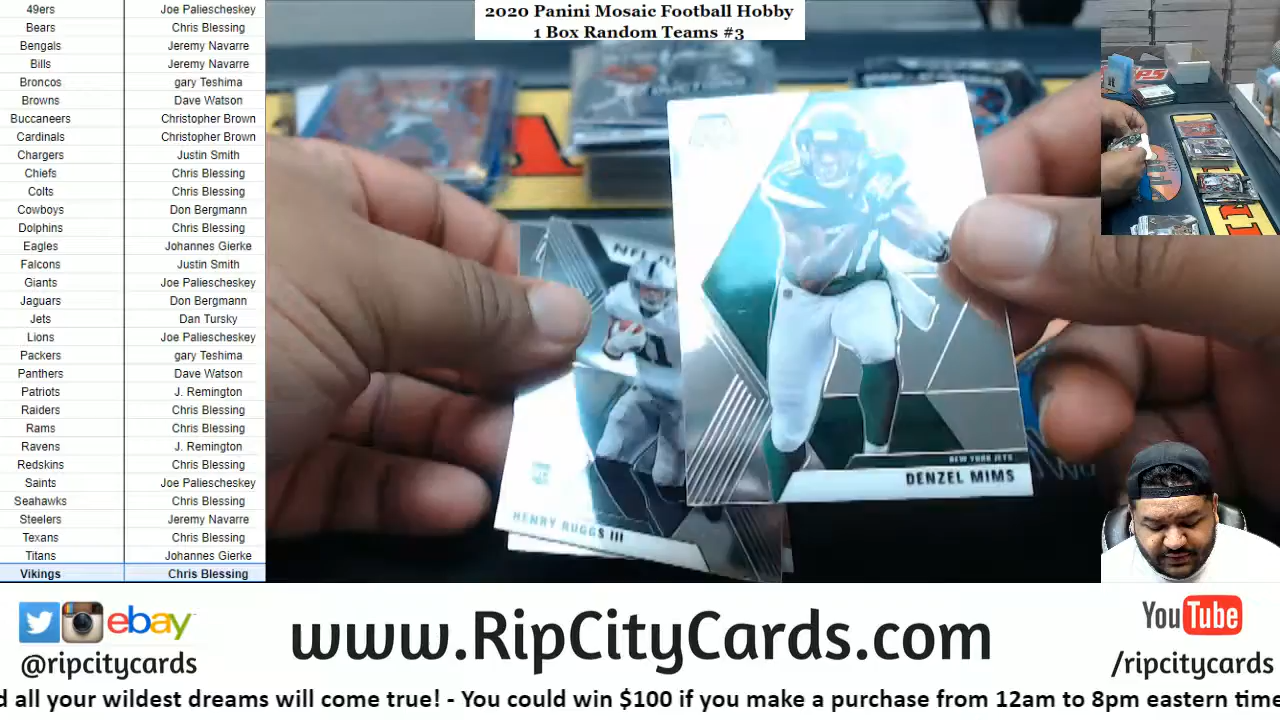 2020 Panini Mosaic Football Hobby
1 Box Random Teams #3
49ers Joe Paliescheskey
Bears Chris Blessing
Bengals Jeremy Navarre
Bills Jeremy Navarre
Broncos gary Teshima
Browns Dave Watson
Buccaneers Christopher Brown
Cardinals Christopher Brown
Chargers Justin Smith
Chiefs Chris Blessing
Colts Chris Blessing
Cowboys Don Bergmann
Dolphins Chris Blessing
Eagles Johannes Gierke
Falcons Justin Smith
Giants Joe Paliescheskey
Jaguars Don Bergmann
Jets Dan Tursky
Lions Joe Paliescheskey
Packers gary Teshima
Panthers Dave Watson
Patriots J. Remington
Raiders Chris Blessing
Rams Chris Blessing
Ravens J. Remington
Redskins Chris Blessing
Saints Joe Paliescheskey
Seahawks Chris Blessing
Steelers Jeremy Navarre
Texans Chris Blessing
Titans Johannes Gierke
Vikings Chris Blessing
NEW YORK JETS
DENZEL MIMS
HENRY RUGGS III
ebay
@ripcitycards
www.RipCityCards.com
YouTube
/ripcitycards
d all your wildest dreams will come true! - You could win $100 if you make a purchase from 12am to 8pm eastern time